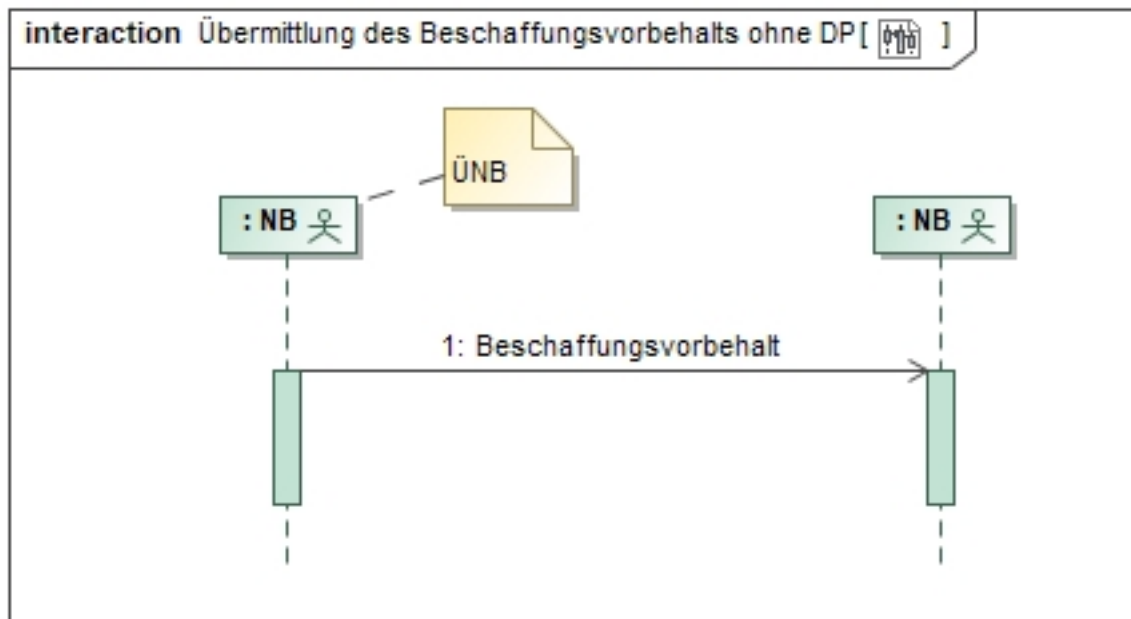 interaction Übermittlung des Beschaffungsvorbehalts ohne DP[ ]
ÜNB
: NB
: NB
1: Beschaffungsvorbehalt